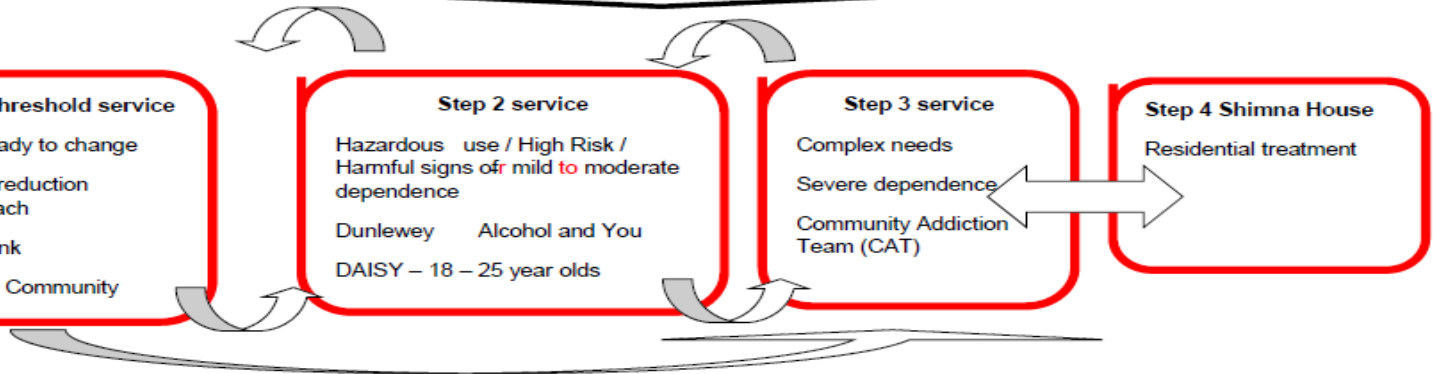 hreshold service
ady to change
reduction
ach
nk
Community
Step 2 service
Hazardous use / High Risk /
Harmful signs ofr mild to moderate
dependence
Dunlewey Alcohol and You
DAISY – 18 – 25 year olds
Step 3 service
Complex needs
Severe dependence
Community Addiction
Team (CAT)
Step 4 Shimna House
Residential treatment